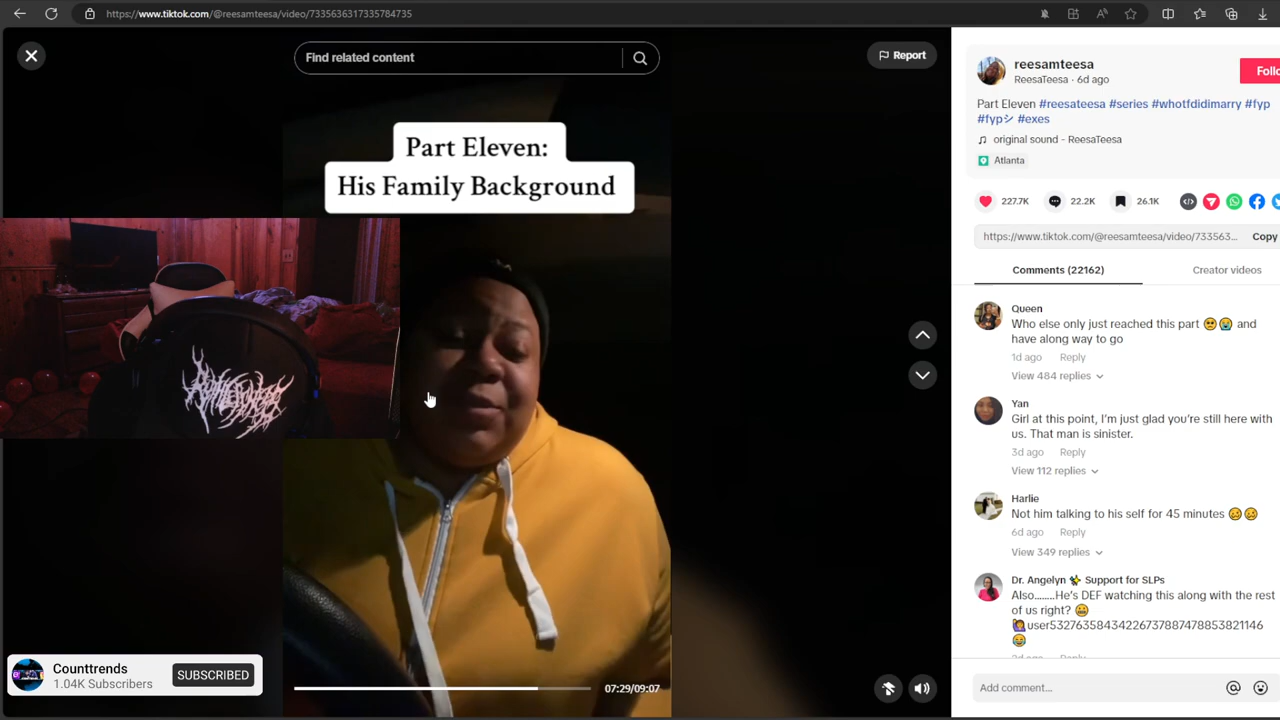 https://www.tiktok.com/@reesamteesa/video/7335636317335784735
Find related content
Report
Part Eleven:
His Family Background
07:29/09:07
Counttrends
1.04K Subscribers
SUBSCRIBED
reesamteesa
ReesaTeesa · 6d ago
Follo
Part Eleven #reesateesa #series #whotfdidimarry #fyp
#fypシ #exes
original sound - ReesaTeesa
Atlanta
227.7K
22.2K
26.1K
https://www.tiktok.com/@reesamteesa/video/733563...
Copy
Comments (22162)
Creator videos
Queen
Who else only just reached this part 🥺😭 and
have along way to go
1d ago Reply
View 484 replies
Yan
Girl at this point, I'm just glad you're still here with
us. That man is sinister.
3d ago Reply
View 112 replies
Harlie
Not him talking to his self for 45 minutes 😖😖
6d ago Reply
View 349 replies
Dr. Angelyn ✨ Support for SLPs
Also........He's DEF watching this along with the rest
of us right? 😬
🙋user5327635843422673788747885382​1146
😂
2d ago Reply
Add comment...